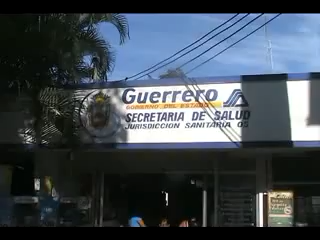 Guerrero
GOBIERNO DEL ESTADO
SECRETARIA DE SALUD
JURISDICCION SANITARIA 05